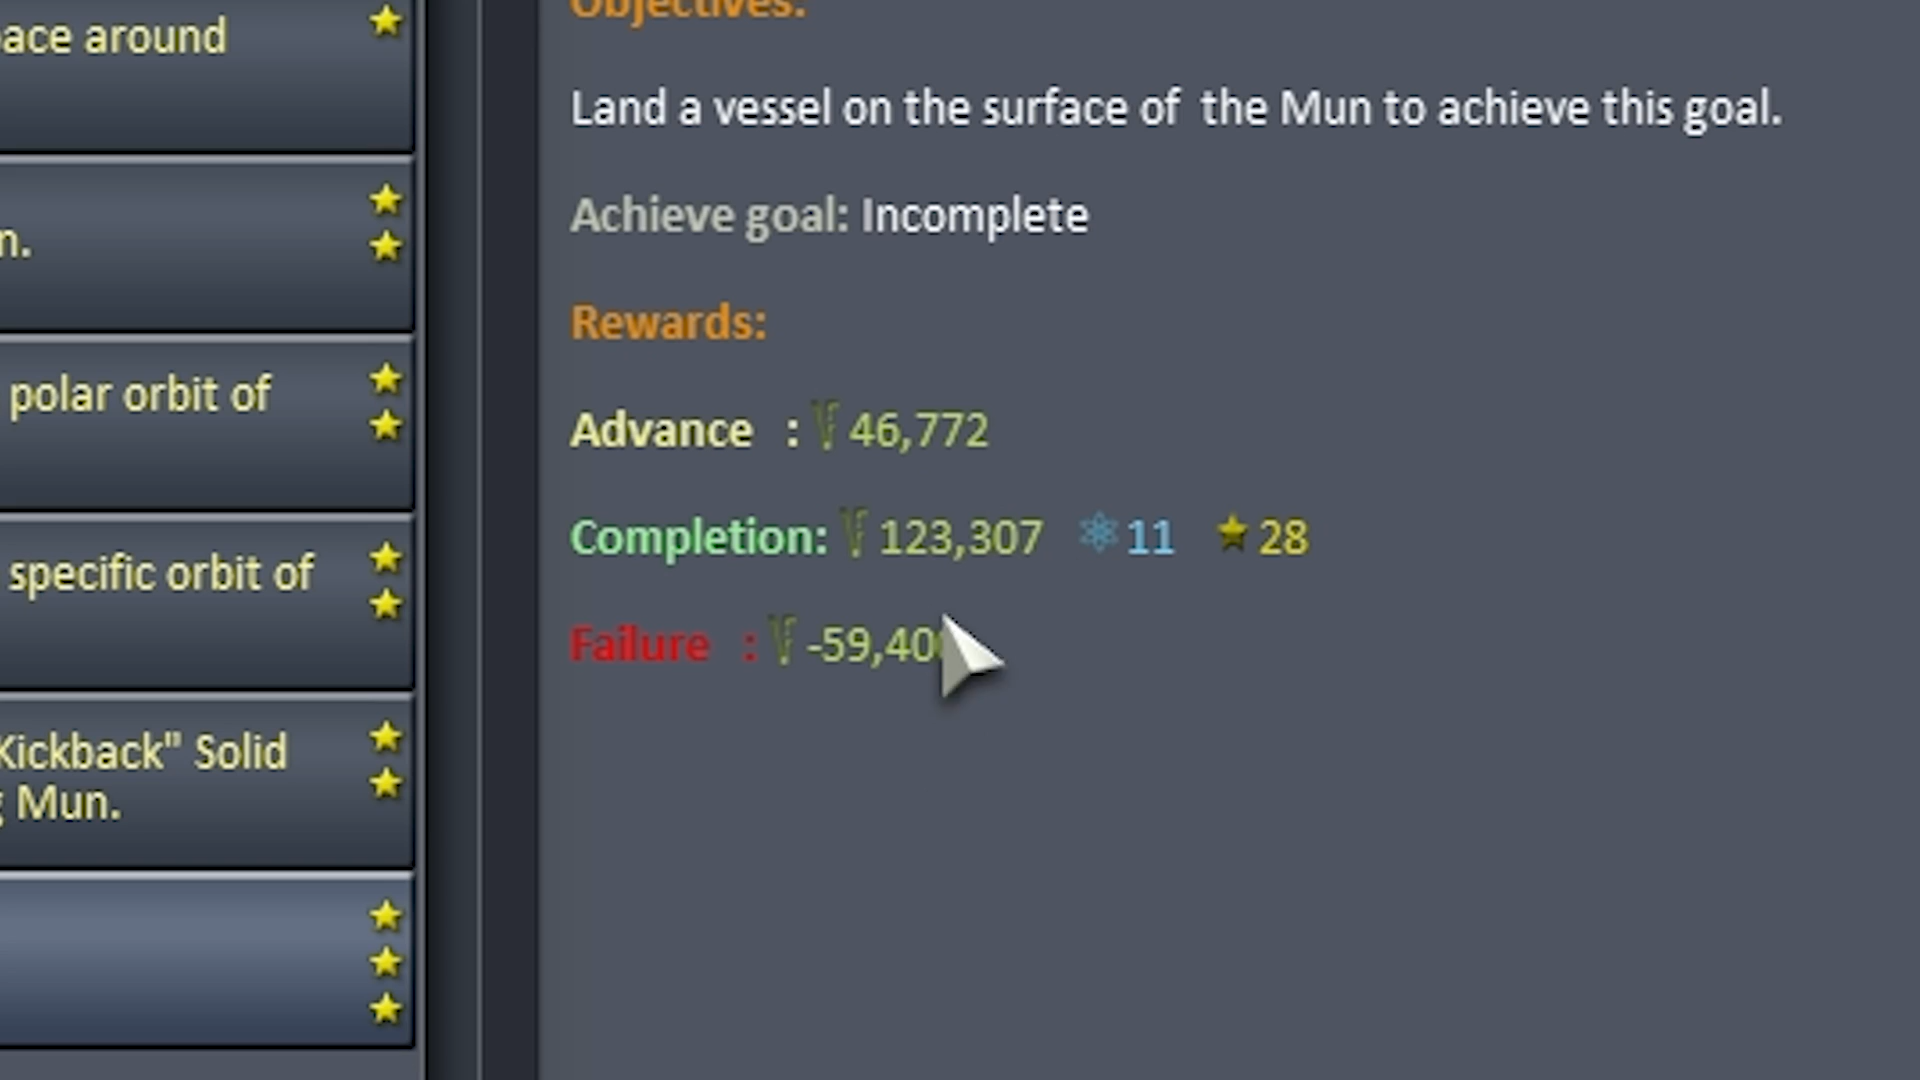 ace around
n.
polar orbit of
specific orbit of
Kickback" Solid
Mun.
Objectives:
Land a vessel on the surface of the Mun to achieve this goal.
Achieve goal: Incomplete
Rewards:
Advance : 46,772
Completion: 123,307 11 28
Failure :